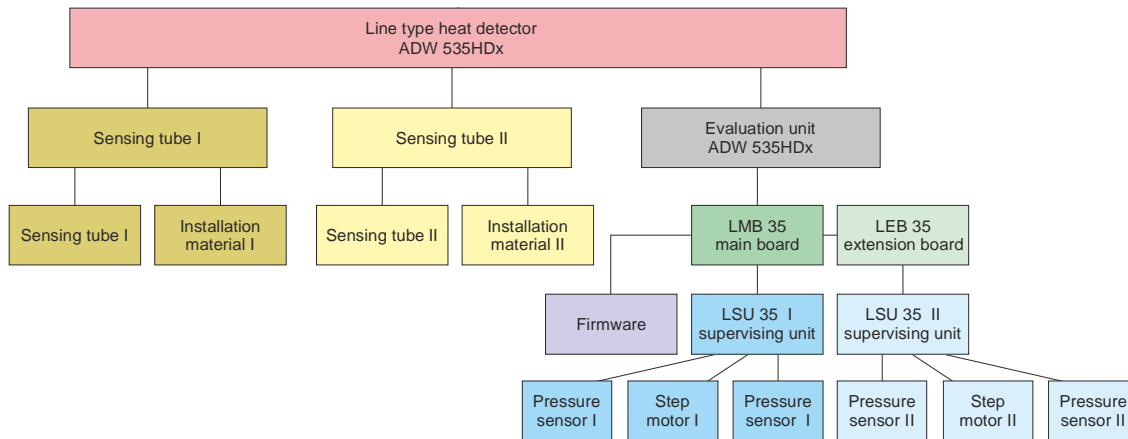 Line type heat detector
ADW 535HDx
Sensing tube I
Sensing tube II
Evaluation unit
ADW 535HDx
Sensing tube I
Installation
material I
Sensing tube II
Installation
material II
LMB 35
main board
LEB 35
extension board
Firmware
LSU 35 I
supervising unit
LSU 35 II
supervising unit
Pressure
sensor I
Step
motor I
Pressure
sensor I
Pressure
sensor II
Step
motor II
Pressure
sensor II